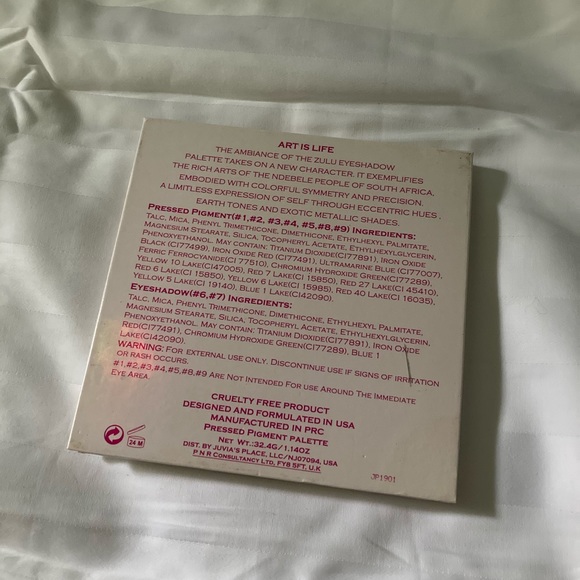 ART IS LIFE
THE AMBIANCE OF THE ZULU EYESHADOW
PALETTE TAKES ON A NEW CHARACTER. IT EXEMPLIFIES
THE RICH ARTS OF THE NDEBELE PEOPLE OF SOUTH AFRICA.
EMBODIED WITH COLORFUL SYMMETRY AND PRECISION.
A LIMITLESS EXPRESSION OF SELF THROUGH ECCENTRIC HUES .
EARTH TONES AND EXOTIC METALLIC SHADES.
PRESSED PIGMENT(#1,#2, #3,#4, #5,#8,#9) INGREDIENTS:
TALC, MICA, PHENYL TRIMETHICONE, DIMETHICONE, ETHYLHEXYL PALMITATE,
MAGNESIUM STEARATE, SILICA, TOCOPHERYL ACETATE, ETHYLHEXYLGLYCERIN,
PHENOXYETHANOL. MAY CONTAIN: TITANIUM DIOXIDE(CI77891), IRON OXIDE
BLACK (CI77499), IRON OXIDE RED (CI77491), ULTRAMARINE BLUE (CI77007),
FERRIC FERROCYANIDE(CI 77510), CHROMIUM HYDROXIDE GREEN(CI77289),
YELLOW 10 LAKE(CI47005), RED 7 LAKE(CI 15850), RED 27 LAKE(CI 45410),
RED 6 LAKE(CI 15850), YELLOW 6 LAKE(CI 15985), RED 40 LAKE(CI 16035),
YELLOW 5 LAKE(CI 19140), BLUE 1 LAKE(CI42090).
EYESHADOW(#6,#7) INGREDIENTS:
TALC, MICA, PHENYL TRIMETHICONE, DIMETHICONE, ETHYLHEXYL PALMITATE,
MAGNESIUM STEARATE, SILICA, TOCOPHERYL ACETATE, ETHYLHEXYLGLYCERIN,
PHENOXYETHANOL. MAY CONTAIN: TITANIUM DIOXIDE(CI77891), IRON OXIDE
RED(CI77491), CHROMIUM HYDROXIDE GREEN(CI77289), BLUE 1
LAKE(CI42090).
WARNING: FOR EXTERNAL USE ONLY. DISCONTINUE USE IF SIGNS OF IRRITATION
OR RASH OCCURS.
#1,#2,#3,#4,#5,#8,#9 ARE NOT INTENDED FOR USE AROUND THE IMMEDIATE
EYE AREA.
CRUELTY FREE PRODUCT
DESIGNED AND FORMULATED IN USA
MANUFACTURED IN PRC
PRESSED PIGMENT PALETTE
NET WT.:32.4G/1.14OZ
DIST. BY JUVIA'S PLACE, LLC/NJ07094, USA
P N R CONSULTANCY LTD, FY8 5FT, U.K
24 M
JP1901